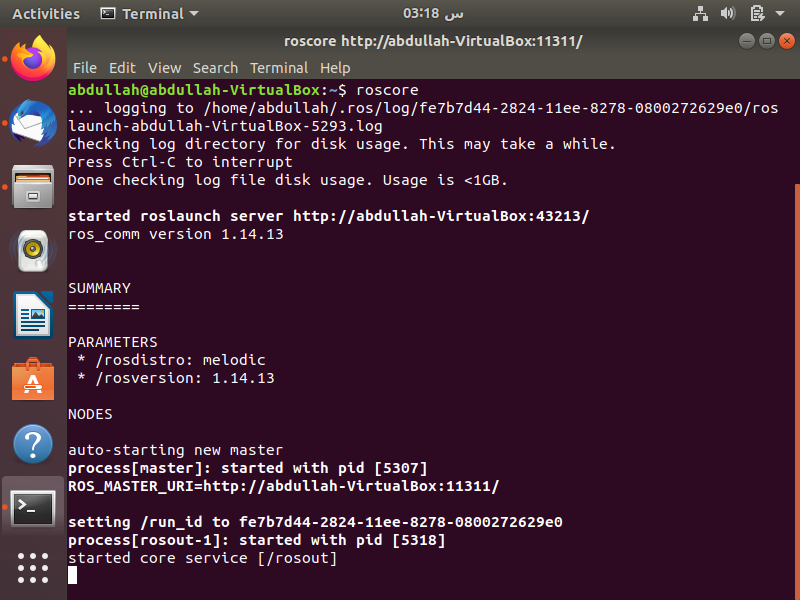 Activities Terminal 03:18 س
roscore http://abdullah-VirtualBox:11311/
File Edit View Search Terminal Help
abdullah@abdullah-VirtualBox:~$ roscore
... logging to /home/abdullah/.ros/log/fe7b7d44-2824-11ee-8278-0800272629e0/ros
launch-abdullah-VirtualBox-5293.log
Checking log directory for disk usage. This may take a while.
Press Ctrl-C to interrupt
Done checking log file disk usage. Usage is <1GB.
started roslaunch server http://abdullah-VirtualBox:43213/
ros_comm version 1.14.13
SUMMARY
========
PARAMETERS
* /rosdistro: melodic
* /rosversion: 1.14.13
NODES
auto-starting new master
process[master]: started with pid [5307]
ROS_MASTER_URI=http://abdullah-VirtualBox:11311/
setting /run_id to fe7b7d44-2824-11ee-8278-0800272629e0
process[rosout-1]: started with pid [5318]
started core service [/rosout]